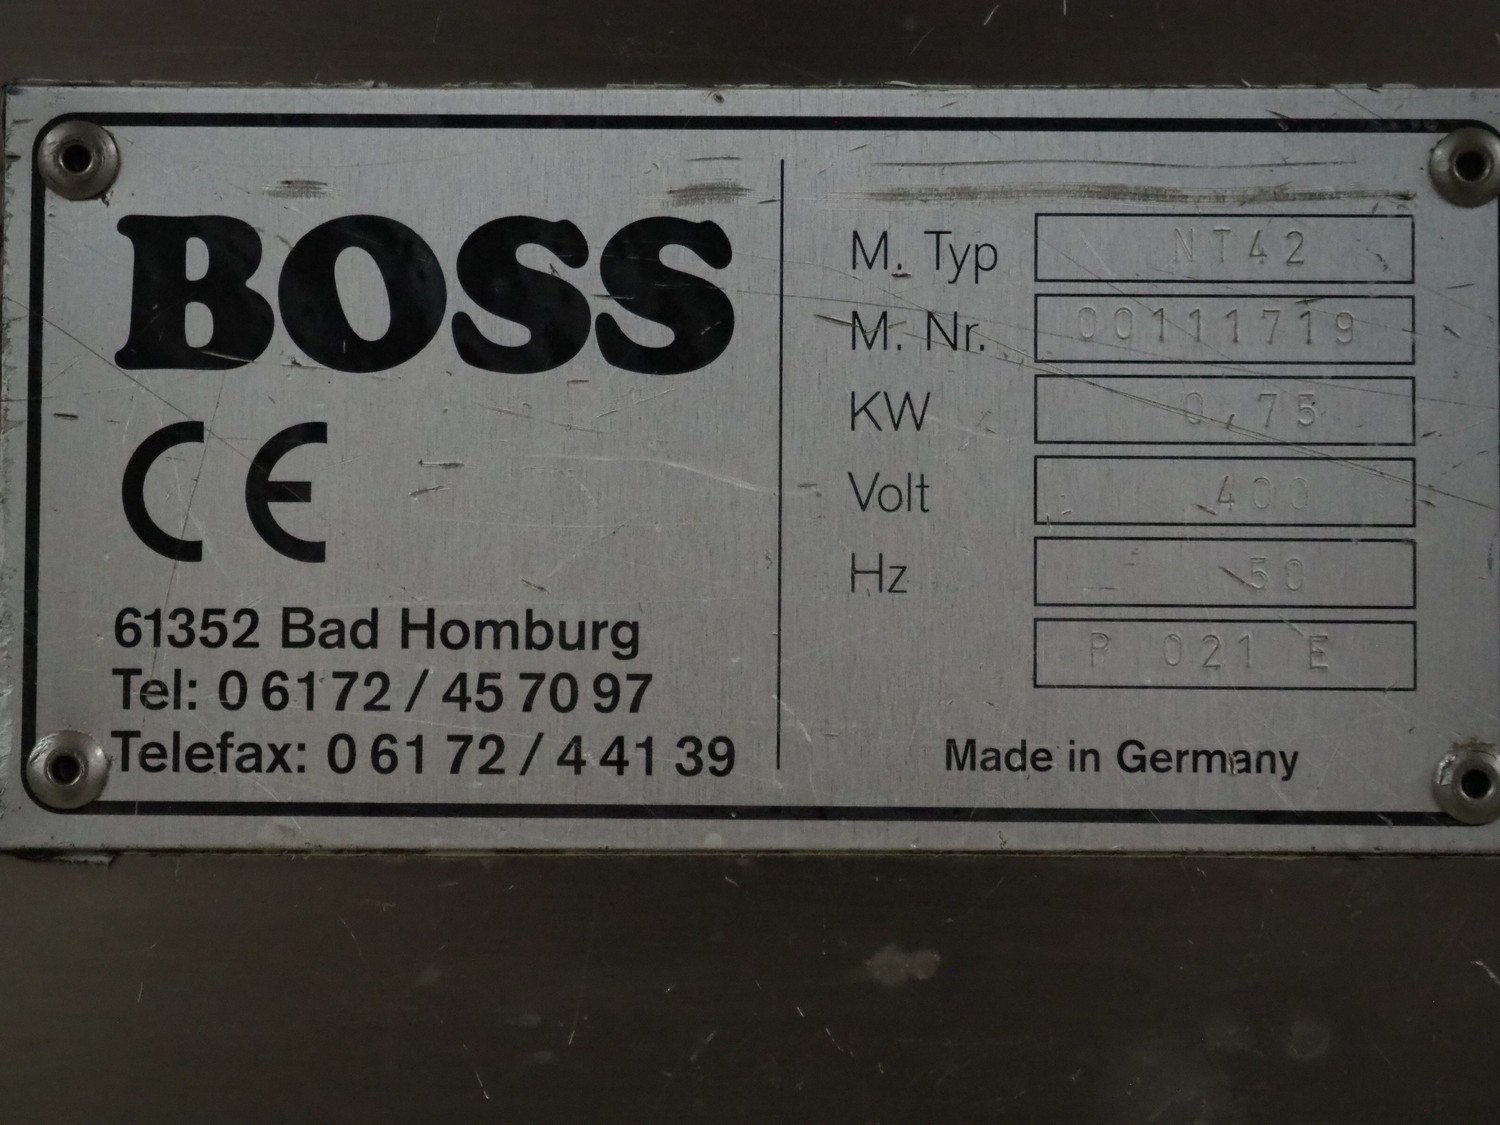 BOSS
CE
61352 Bad Homburg
Tel: 0 61 72 / 45 70 97
Telefax: 0 61 72 / 4 41 39
M. Typ NT42
M. Nr. 00111719
KW 0,75
Volt 400
Hz 50
P 021 E
Made in Germany